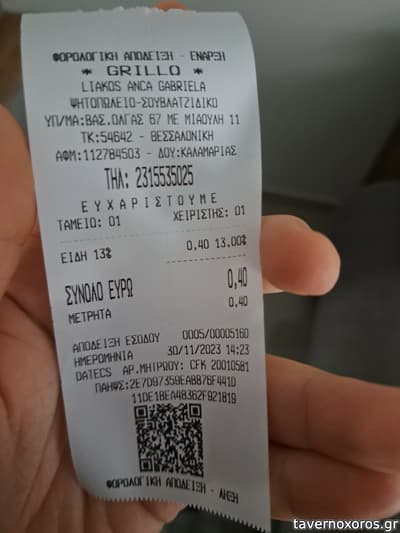 ΦΟΡΟΛΟΓΙΚΗ ΑΠΟΔΕΙΞΗ - ΕΝΑΡΞΗ
* GRILLO *
LIAKOS ANCA GABRIELA
ΨΗΤΟΠΩΛΕΙΟ-ΣΟΥΒΛΑΤΖΙΔΙΚΟ
ΥΠ/ΜΑ:ΒΑΣ.ΟΛΓΑΣ 67 ΜΕ ΜΙΑΟΥΛΗ 11
ΤΚ:54642 - ΘΕΣΣΑΛΟΝΙΚΗ
ΑΦΜ:112784503 - ΔΟΥ:ΚΑΛΑΜΑΡΙΑΣ
ΤΗΛ: 2315535025
ΕΥΧΑΡΙΣΤΟΥΜΕ
ΤΑΜΕΙΟ: 01 ΧΕΙΡΙΣΤΗΣ: 01
ΕΙΔΗ 13% 0,40 13.00%
ΣΥΝΟΛΟ ΕΥΡΩ 0,40
ΜΕΤΡΗΤΑ 0.40
ΑΠΟΔΕΙΞΗ ΕΣΟΔΟΥ 0005/00005160
ΗΜΕΡΟΜΗΝΙΑ 30/11/2023 14:23
DATECS ΑΡ.ΜΗΤΡΩΟΥ: CFK 20010581
ΠΑΗΨΣ:2E7D97359EAB876F441D
11DE1BEA4B362F921819
ΦΟΡΟΛΟΓΙΚΗ ΑΠΟΔΕΙΞΗ - ΛΗΞΗ
tavernoxoros.gr